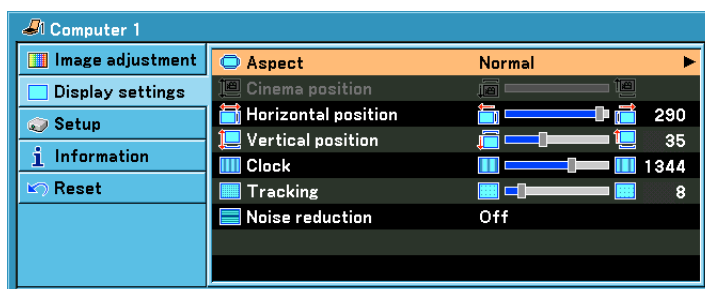 Computer 1
Image adjustment
Display settings
Setup
Information
Reset
Aspect Normal
Cinema position
Horizontal position 290
Vertical position 35
Clock 1344
Tracking 8
Noise reduction Off